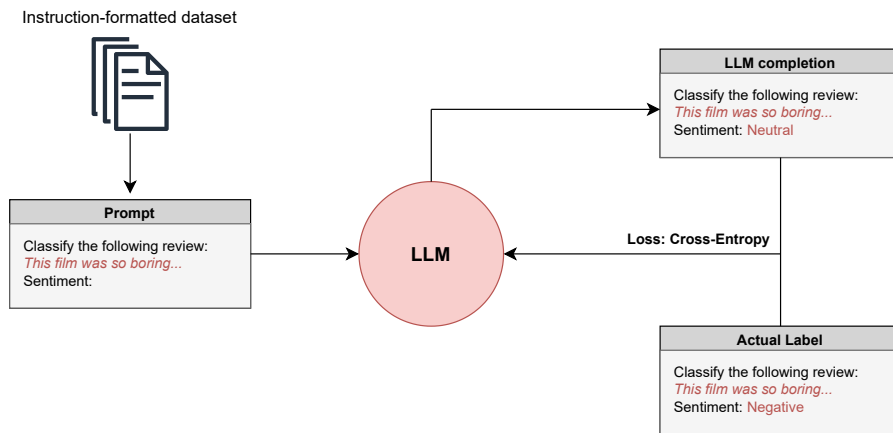 Instruction-formatted dataset
Prompt
Classify the following review:
This film was so boring...
Sentiment:
LLM
LLM completion
Classify the following review:
This film was so boring...
Sentiment: Neutral
Loss: Cross-Entropy
Actual Label
Classify the following review:
This film was so boring...
Sentiment: Negative